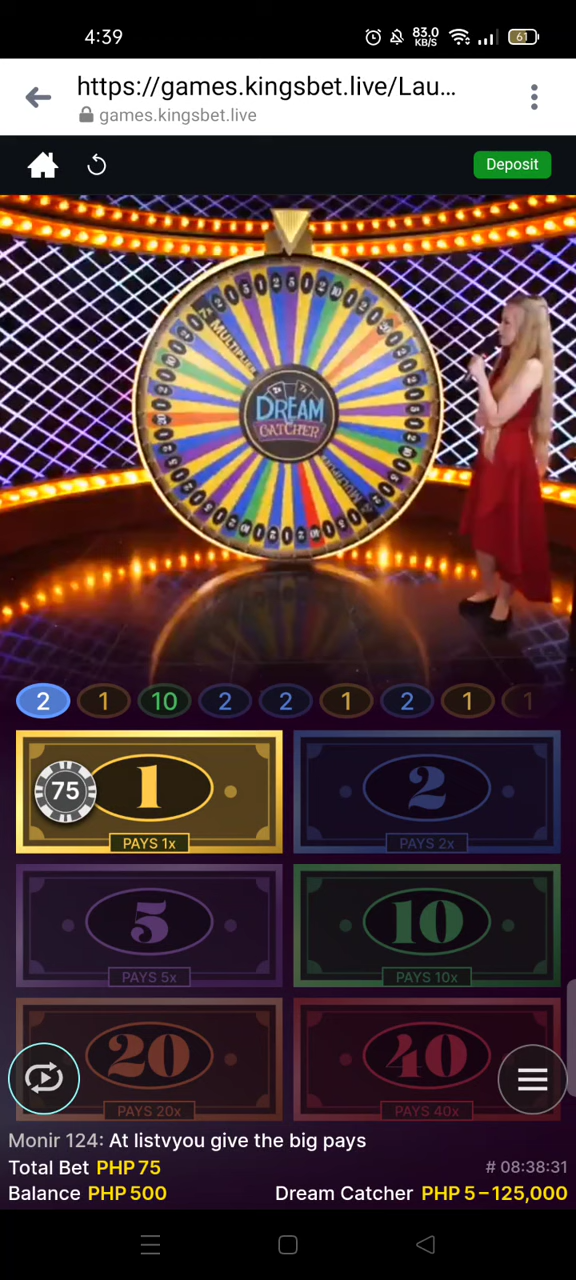 4:39
83.0
KB/S
61
https://games.kingsbet.live/Lau...
games.kingsbet.live
Deposit
MULTIPLIER
DREAM
CATCHER
2 1 10 2 2 1 2 1 1
75
1
PAYS 1x
2
PAYS 2x
5
PAYS 5x
10
PAYS 10x
20
PAYS 20x
40
PAYS 40x
Monir 124: At listvyou give the big pays
Total Bet PHP 75
# 08:38:31
Balance PHP 500
Dream Catcher PHP 5–125,000